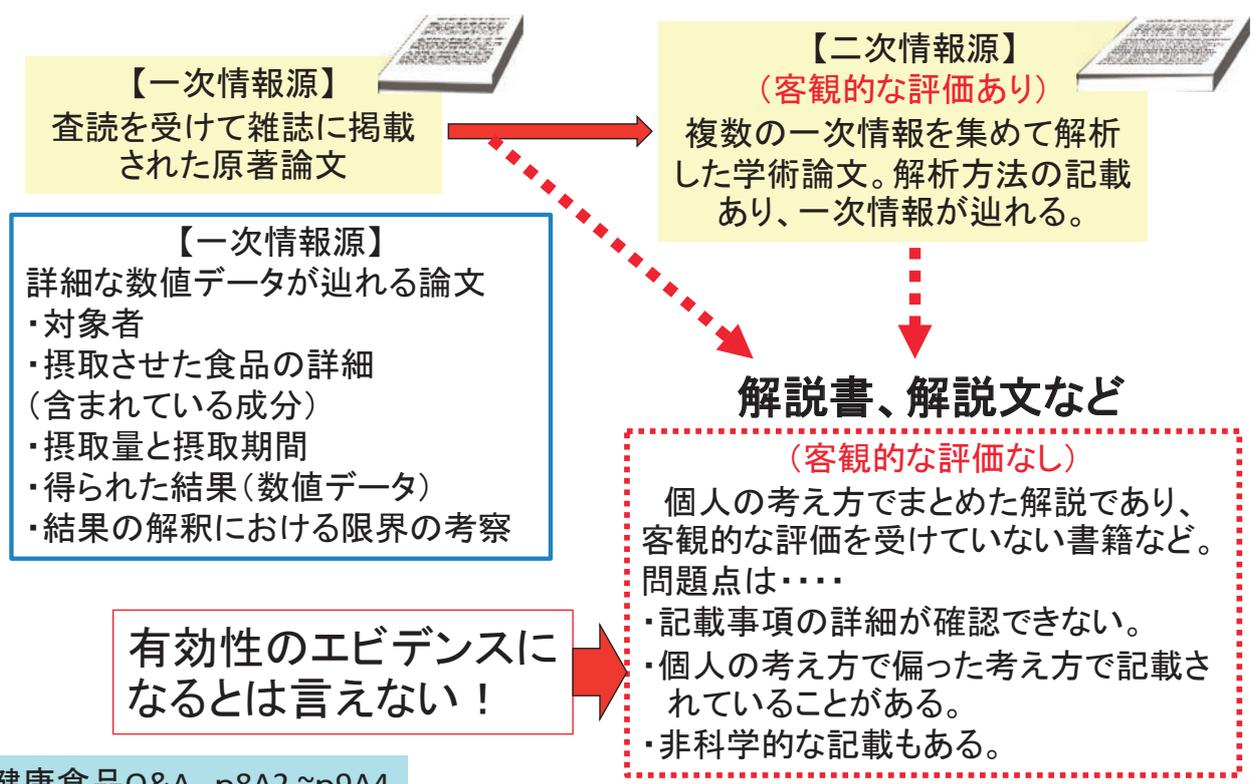 【一次情報源】
査読を受けて雑誌に掲載
された原著論文
【二次情報源】
(客観的な評価あり)
複数の一次情報を集めて解析
した学術論文。解析方法の記載
あり、一次情報が辿れる。
【一次情報源】
詳細な数値データが辿れる論文
・対象者
・摂取させた食品の詳細
(含まれている成分)
・摂取量と摂取期間
・得られた結果(数値データ)
・結果の解釈における限界の考察
解説書、解説文など
(客観的な評価なし)
個人の考え方でまとめた解説であり、
客観的な評価を受けていない書籍など。
問題点は・・・・
・記載事項の詳細が確認できない。
・個人の考え方で偏った考え方で記載さ
れていることがある。
・非科学的な記載もある。
有効性のエビデンスに
なるとは言えない！
健康食品Q&A p8A2~p9A4